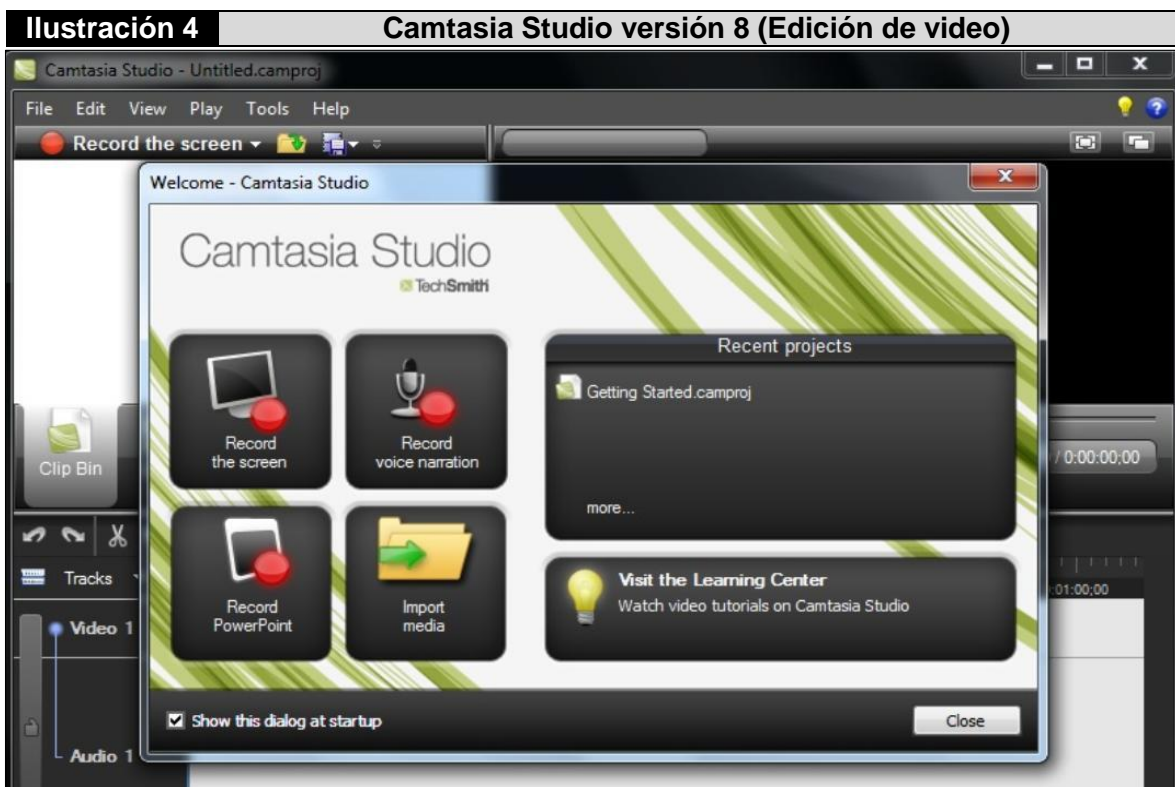 Ilustración 4 Camtasia Studio versión 8 (Edición de video)
Camtasia Studio - Untitled.camproj
File Edit View Play Tools Help
Record the screen
Welcome - Camtasia Studio
Camtasia Studio
TechSmith
Record
the screen
Record
voice narration
Record
PowerPoint
Import
media
Recent projects
Getting Started.camproj
more...
Visit the Learning Center
Watch video tutorials on Camtasia Studio
Show this dialog at startup
Close
Clip Bin
/ 0:00:00;00
Tracks
:01:00;00
Video 1
Audio 1